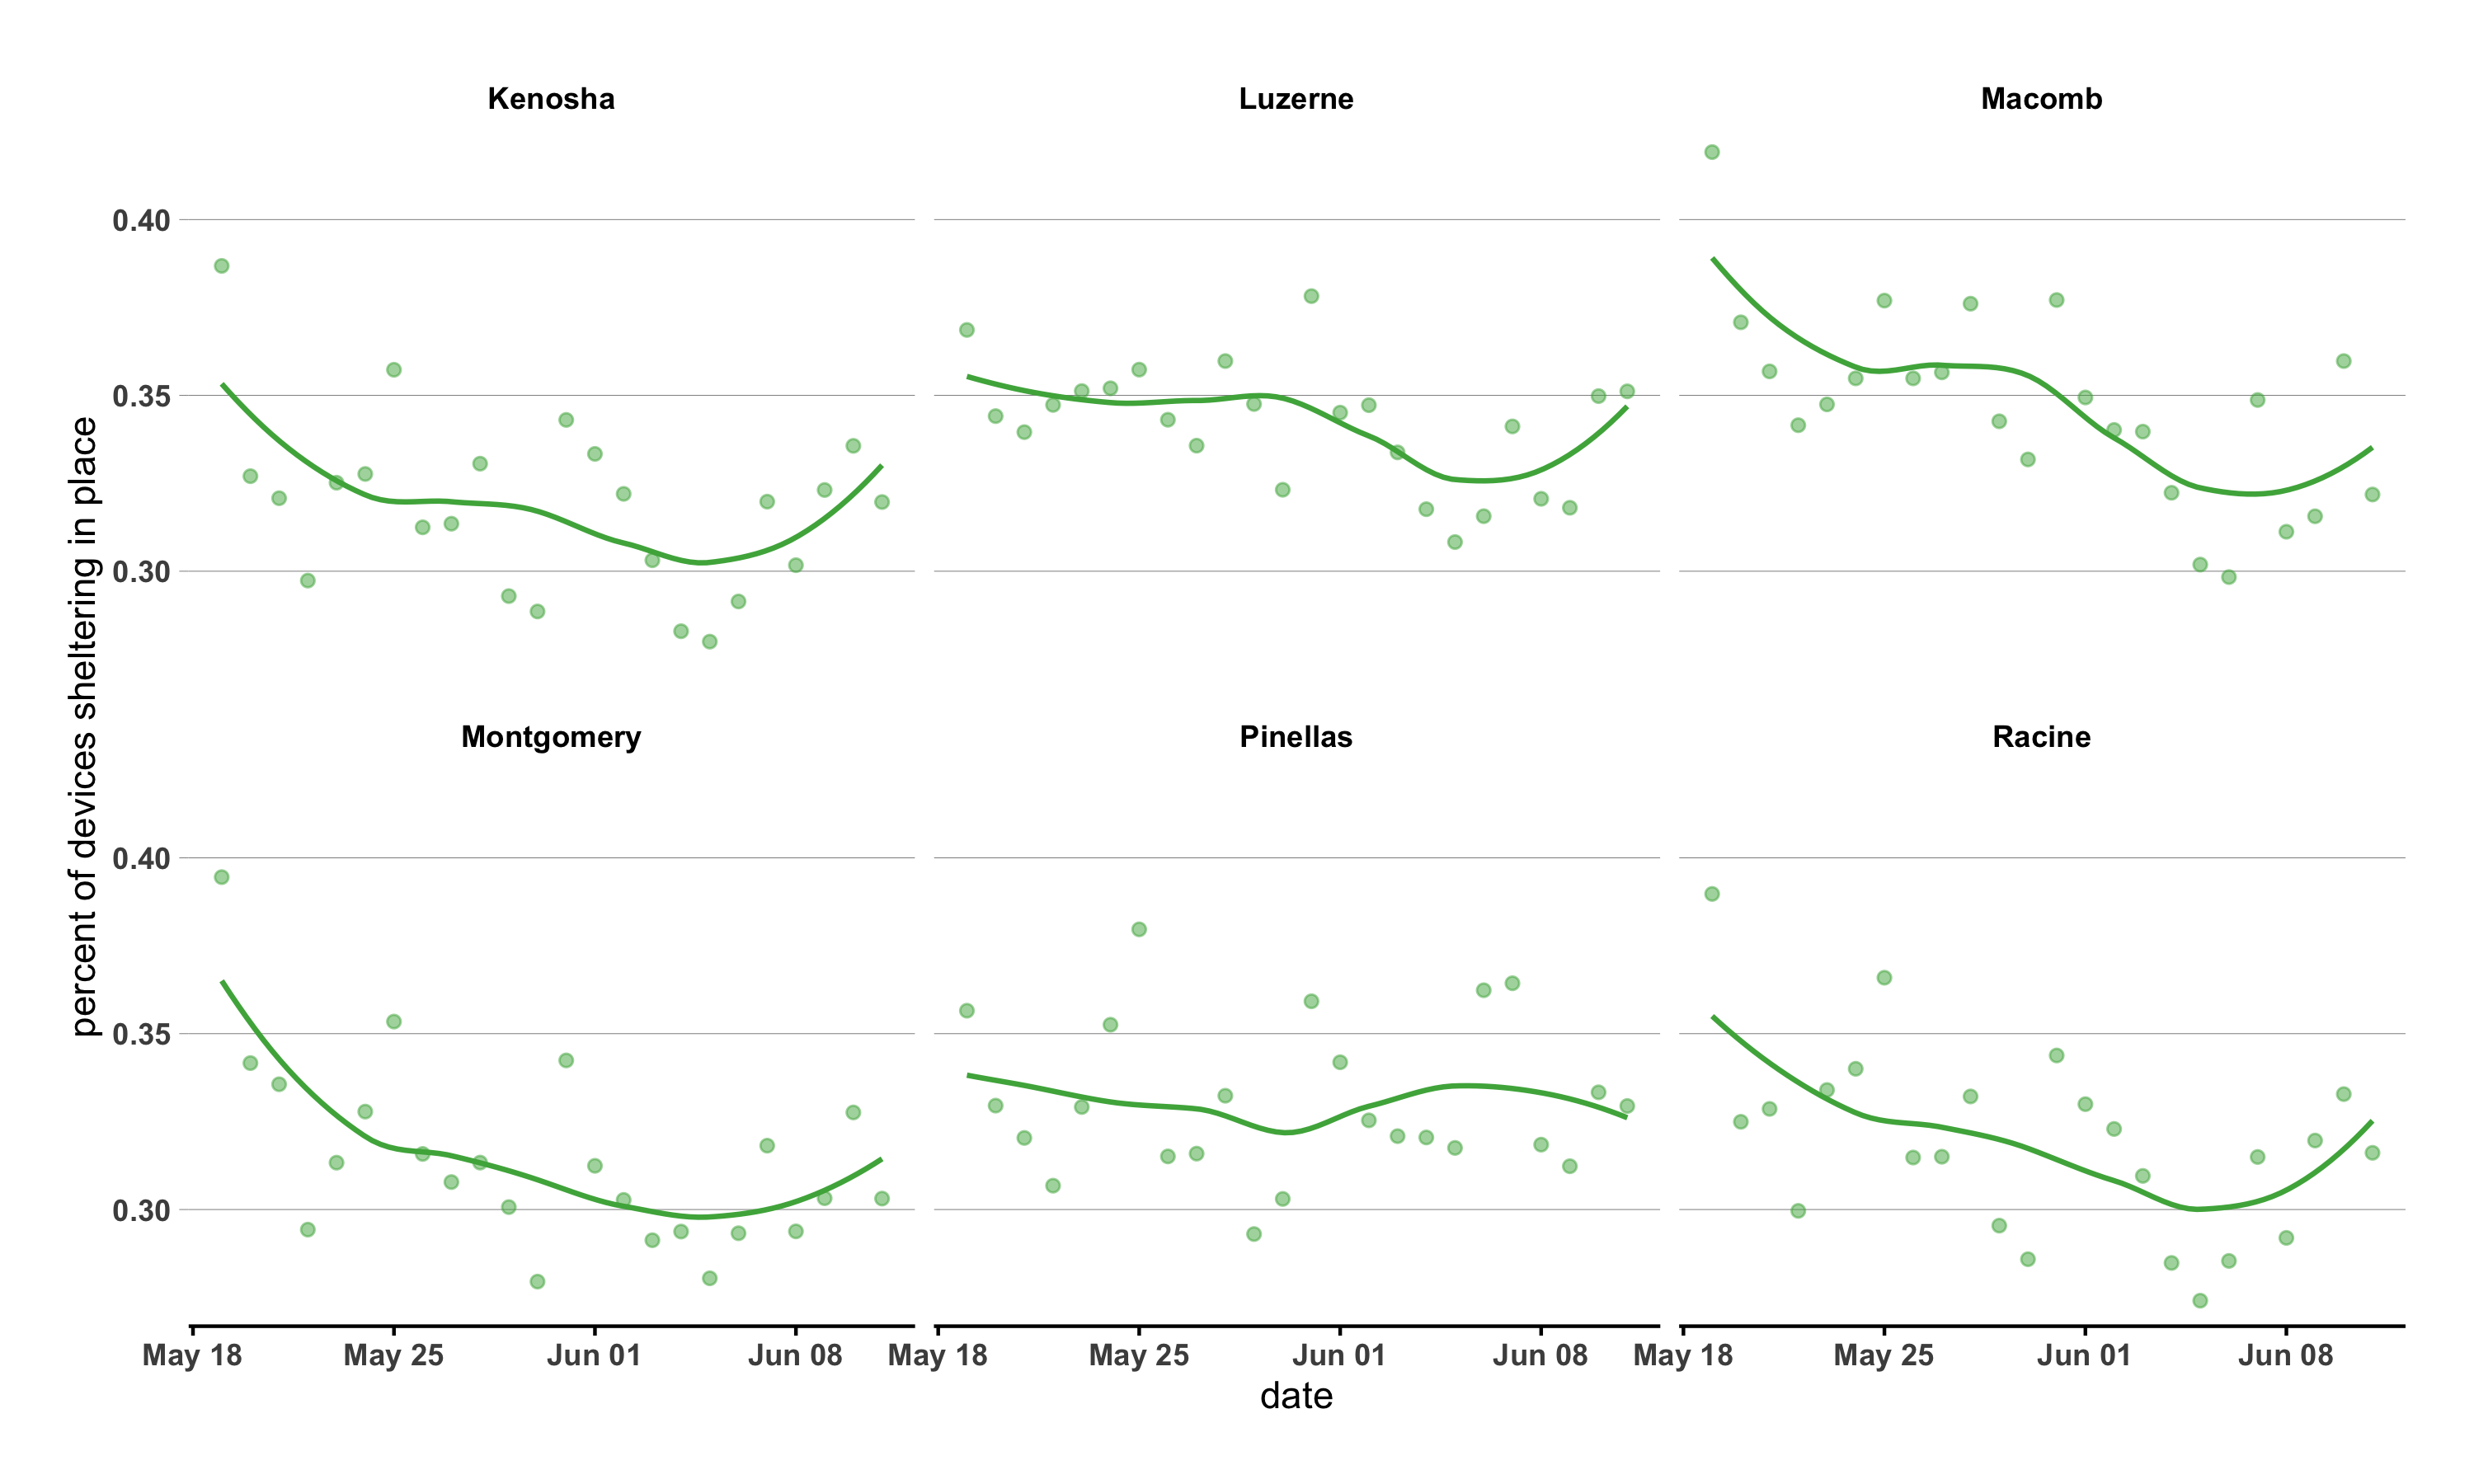 Kenosha
Luzerne
Macomb
0.40
0.35
0.30
Montgomery
Pinellas
Racine
0.40
0.35
0.30
May 18 May 25 Jun 01 Jun 08
May 18 May 25 Jun 01 Jun 08
May 18 May 25 Jun 01 Jun 08
date
percent of devices sheltering in place